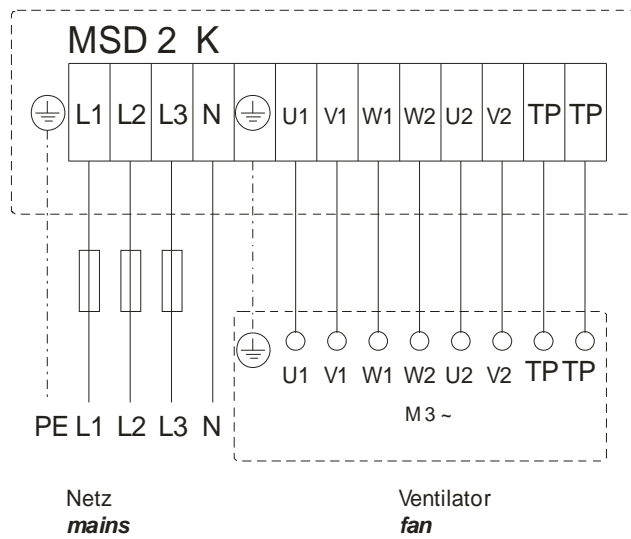 MSD 2 K
L1 L2 L3 N U1 V1 W1 W2 U2 V2 TP TP
U1 V1 W1 W2 U2 V2 TP TP
M 3 ~
PE L1 L2 L3 N
Netz
mains
Ventilator
fan